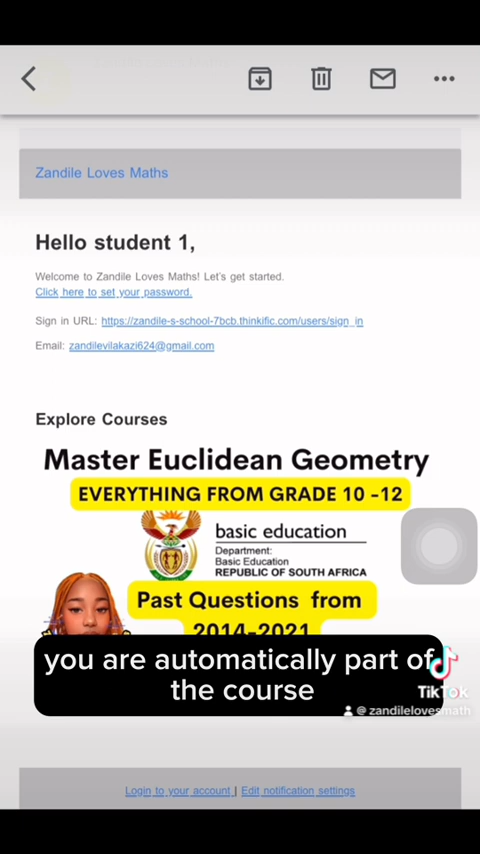 Zandile Loves Maths
Hello student 1,
Welcome to Zandile Loves Maths! Let's get started.
Click here to set your password.
Sign in URL: https://zandile-s-school-7bcb.thinkific.com/users/sign_in
Email: zandilevilakazi624@gmail.com
Explore Courses
Master Euclidean Geometry
EVERYTHING FROM GRADE 10 -12
basic education
Department:
Basic Education
REPUBLIC OF SOUTH AFRICA
Past Questions from
2014-2021
you are automatically part of
the course
TikTok
@ zandilelovesmath
Login to your account | Edit notification settings